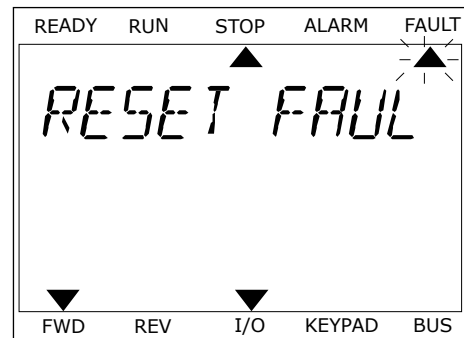 READY RUN STOP ALARM FAULT
RESET FAUL
FWD REV I/O KEYPAD BUS